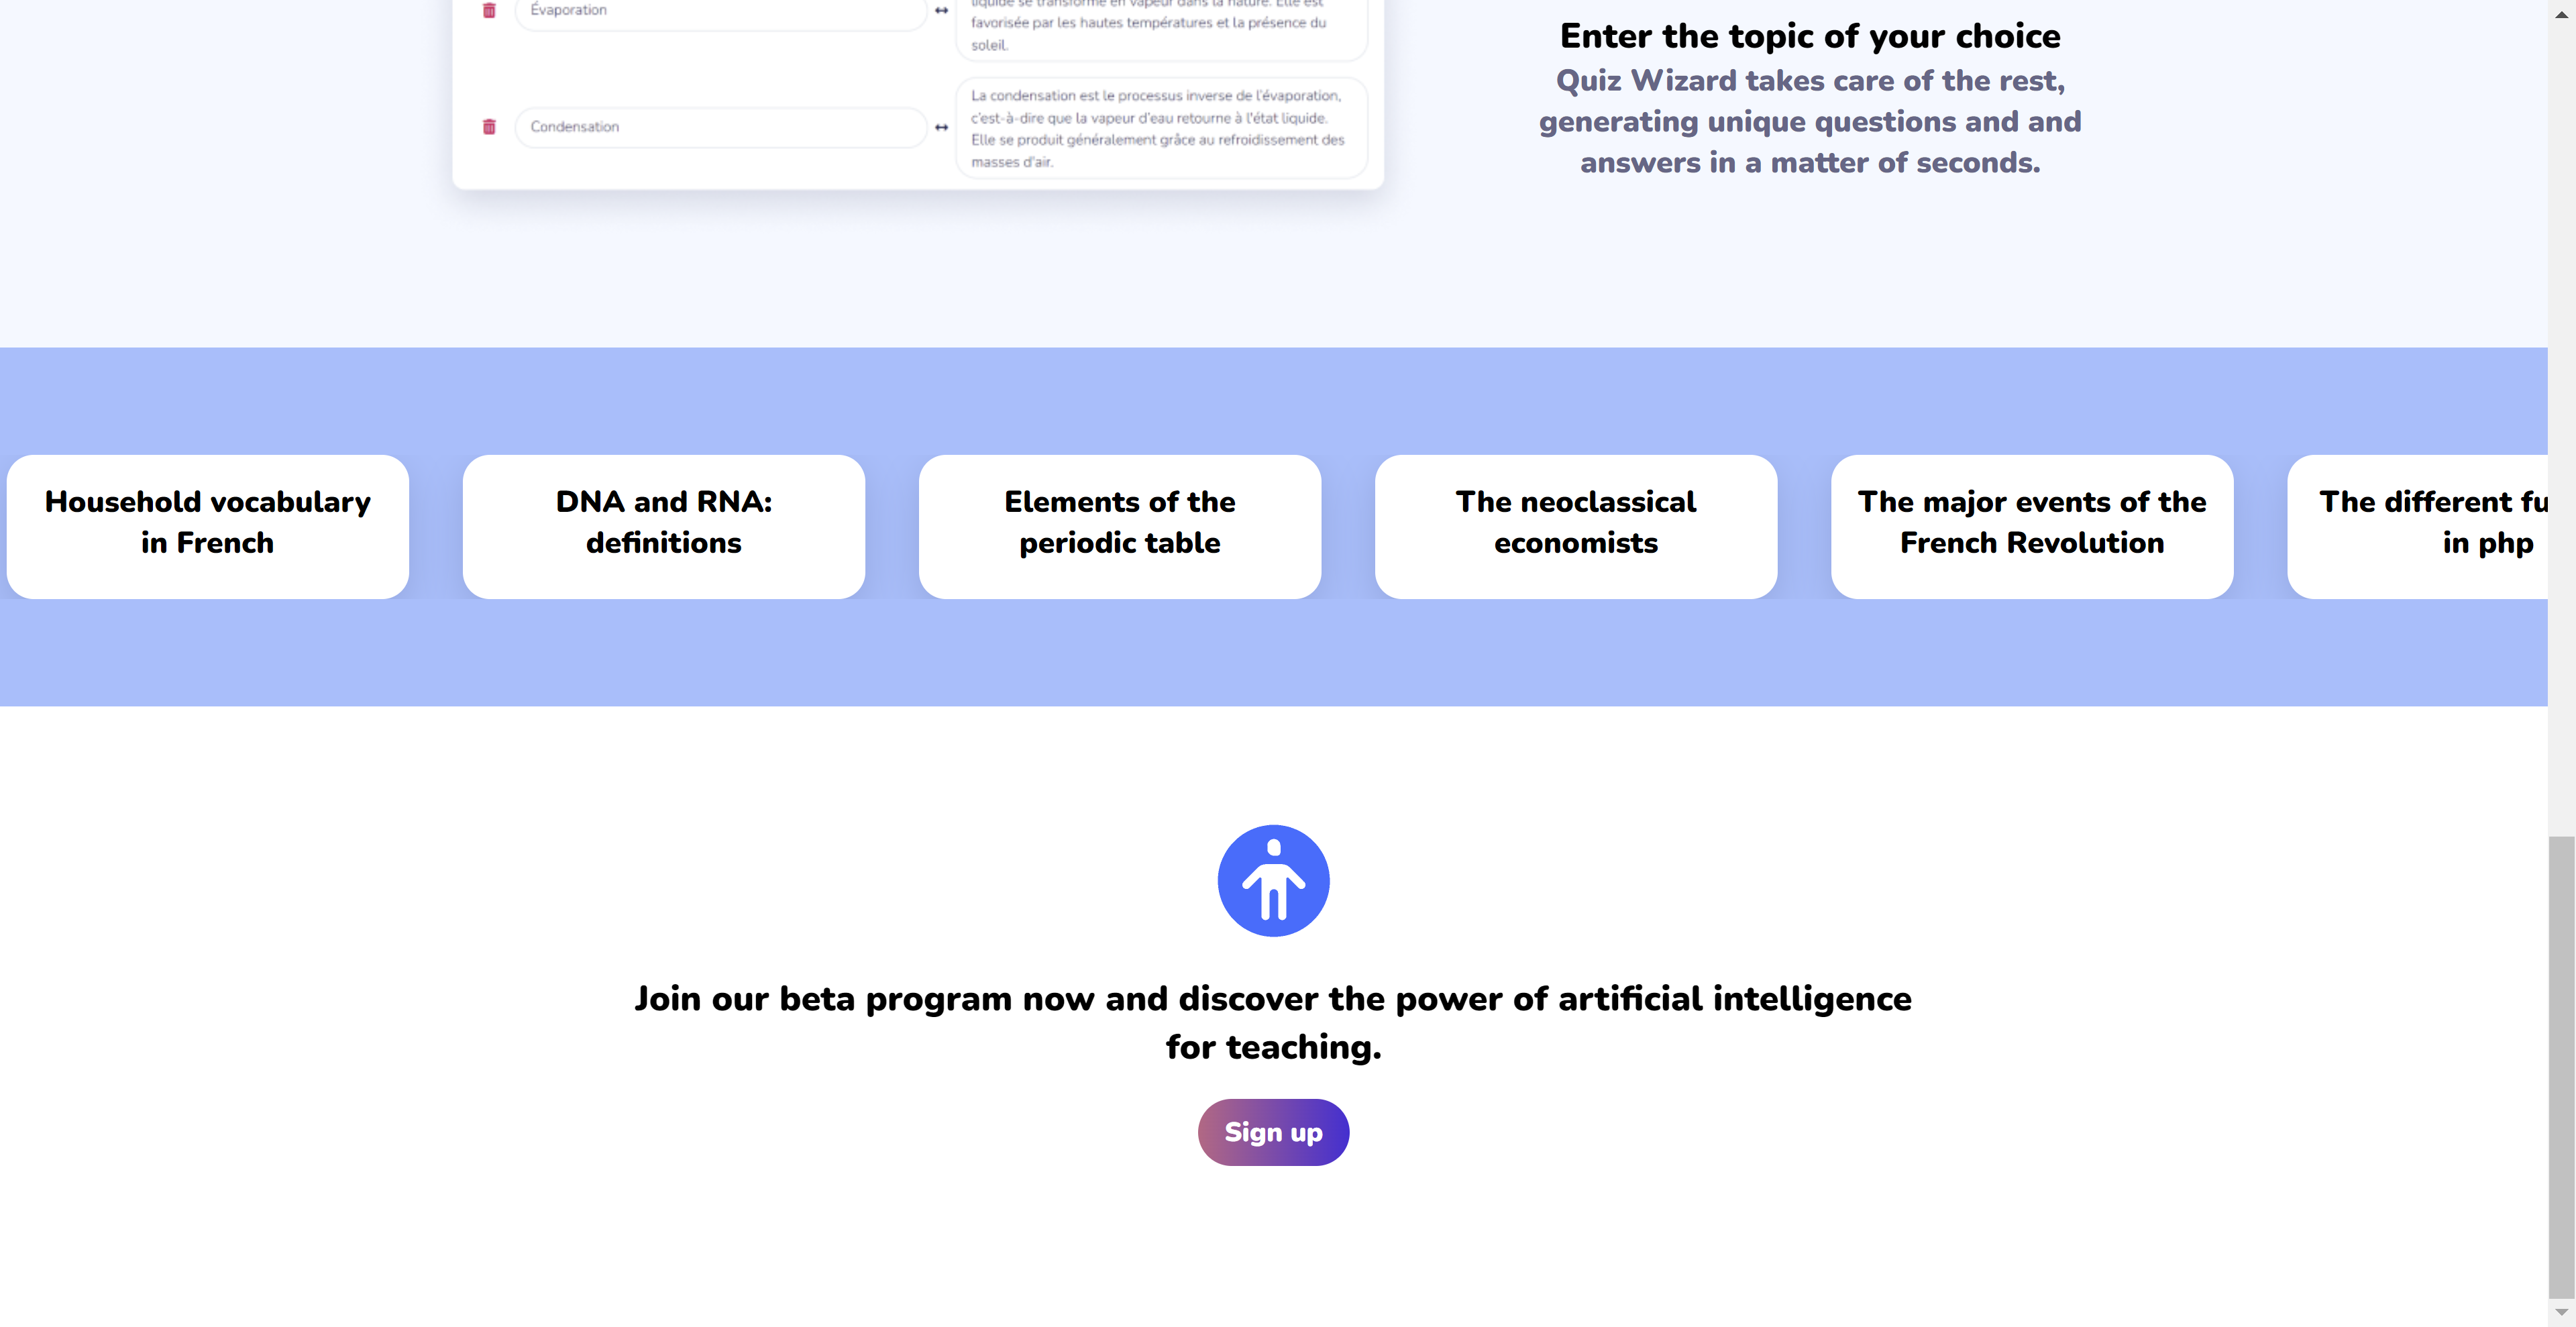 Évaporation
liquide se transforme en vapeur dans la nature. Elle est
favorisée par les hautes températures et la présence du
soleil.
Condensation
La condensation est le processus inverse de l'évaporation,
c'est-à-dire que la vapeur d'eau retourne à l'état liquide.
Elle se produit généralement grâce au refroidissement des
masses d'air.
Enter the topic of your choice
Quiz Wizard takes care of the rest,
generating unique questions and and
answers in a matter of seconds.
Household vocabulary
in French
DNA and RNA:
definitions
Elements of the
periodic table
The neoclassical
economists
The major events of the
French Revolution
The different fu
in php
Join our beta program now and discover the power of artificial intelligence
for teaching.
Sign up